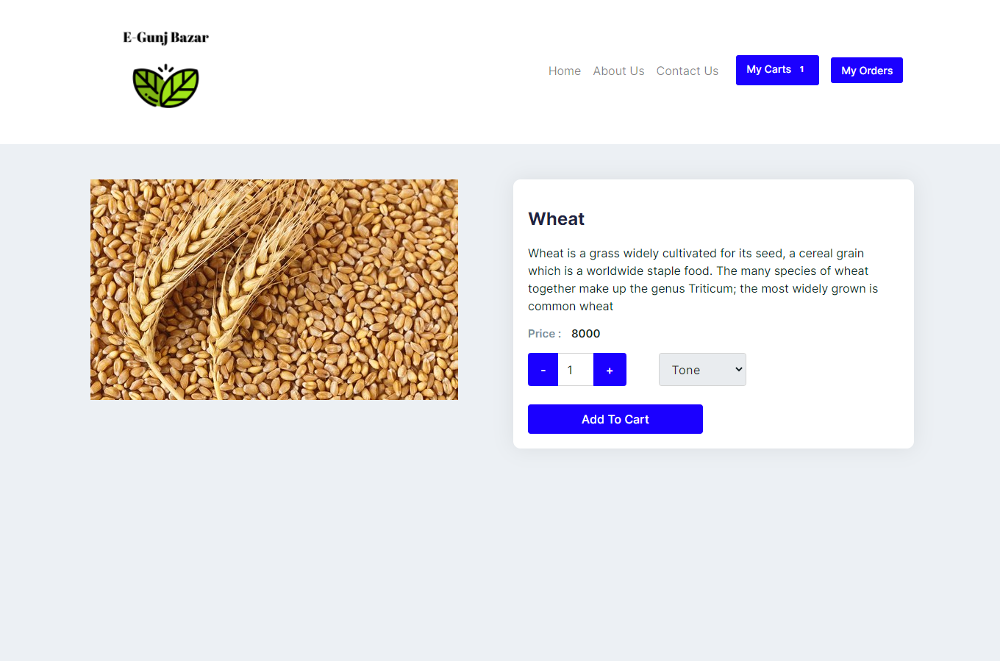 E-Gunj Bazar
Home About Us Contact Us My Carts 1 My Orders
Wheat
Wheat is a grass widely cultivated for its seed, a cereal grain
which is a worldwide staple food. The many species of wheat
together make up the genus Triticum; the most widely grown is
common wheat
Price : 8000
- 1 + Tone
Add To Cart